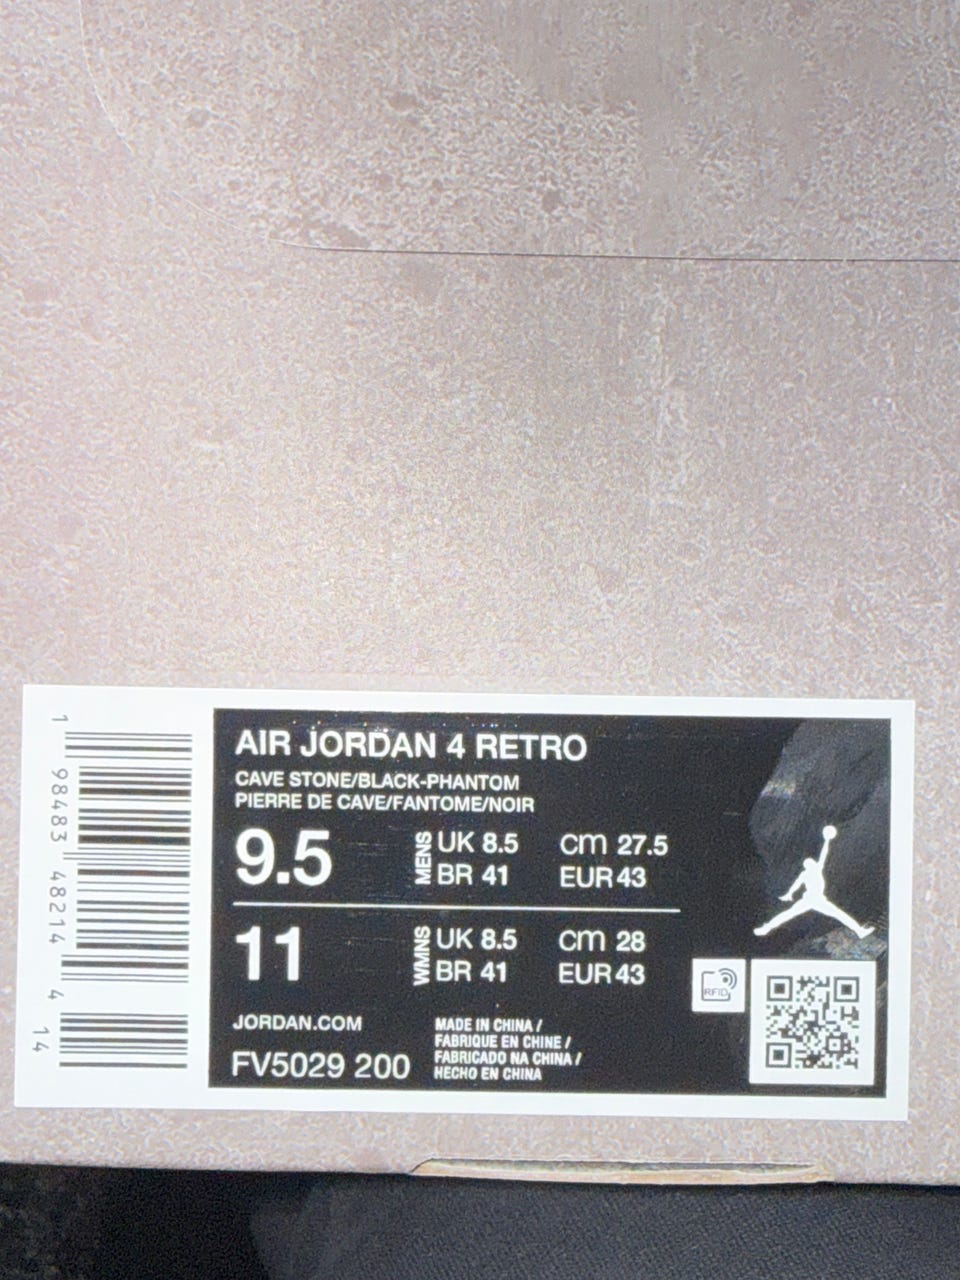 1 98483 48214 4 14
AIR JORDAN 4 RETRO
CAVE STONE/BLACK-PHANTOM
PIERRE DE CAVE/FANTOME/NOIR
9.5 MENS UK 8.5 cm 27.5
BR 41 EUR 43
11 WMNS UK 8.5 cm 28
BR 41 EUR 43
RFID
JORDAN.COM
FV5029 200
MADE IN CHINA /
FABRIQUE EN CHINE /
FABRICADO NA CHINA /
HECHO EN CHINA